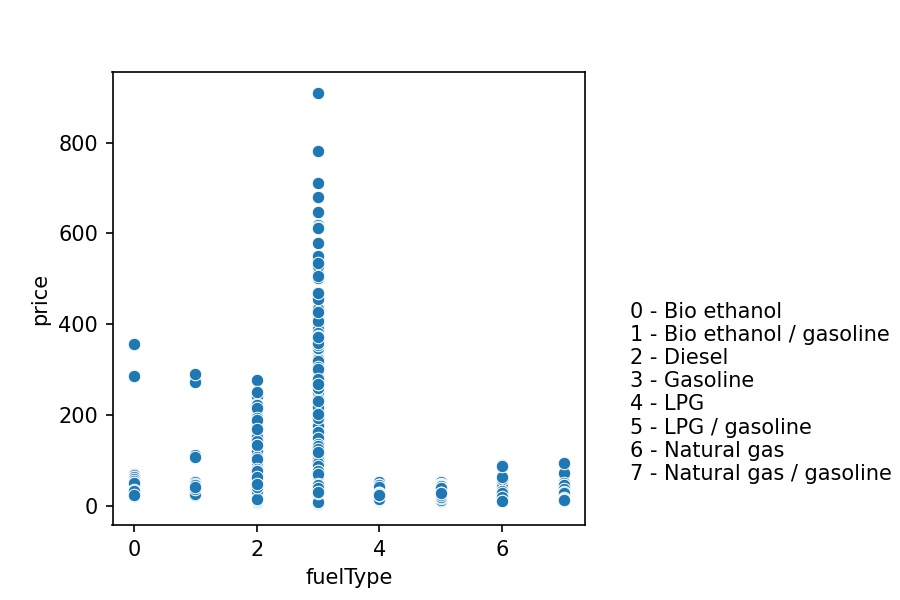 800
600
400
200
0
price
0
2
4
6
fuelType
0 - Bio ethanol
1 - Bio ethanol / gasoline
2 - Diesel
3 - Gasoline
4 - LPG
5 - LPG / gasoline
6 - Natural gas
7 - Natural gas / gasoline